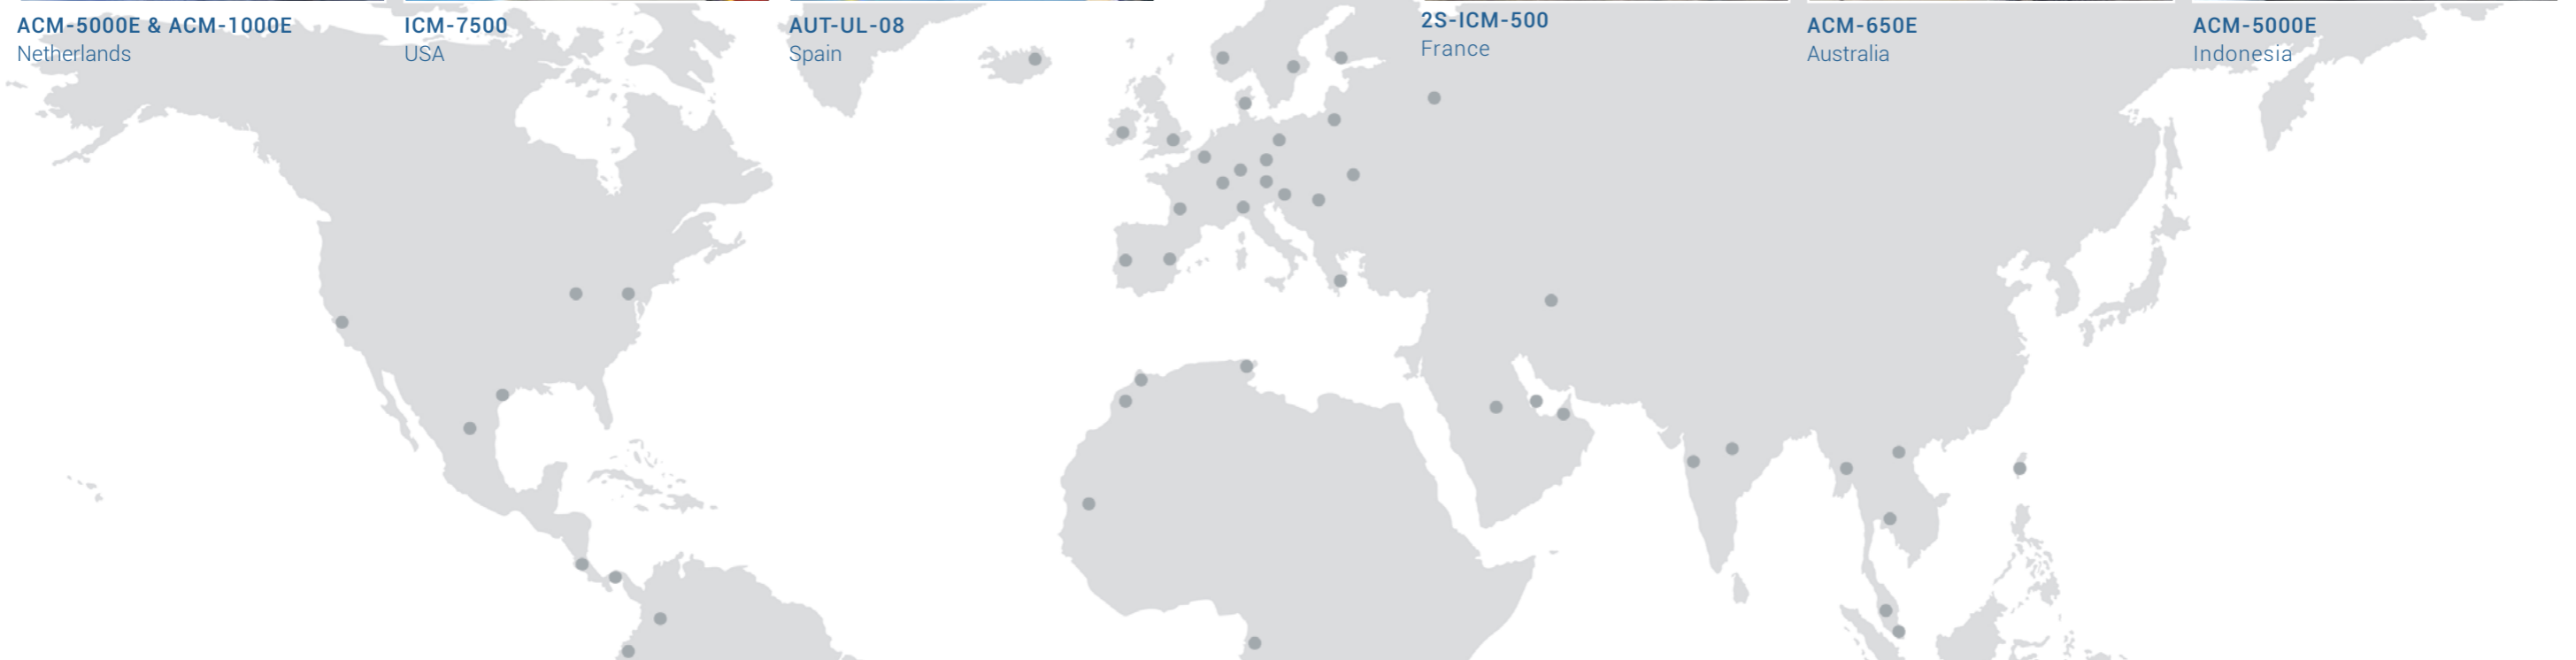 ACM-5000E & ACM-1000E
Netherlands
ICM-7500
USA
AUT-UL-08
Spain
2S-ICM-500
France
ACM-650E
Australia
ACM-5000E
Indonesia